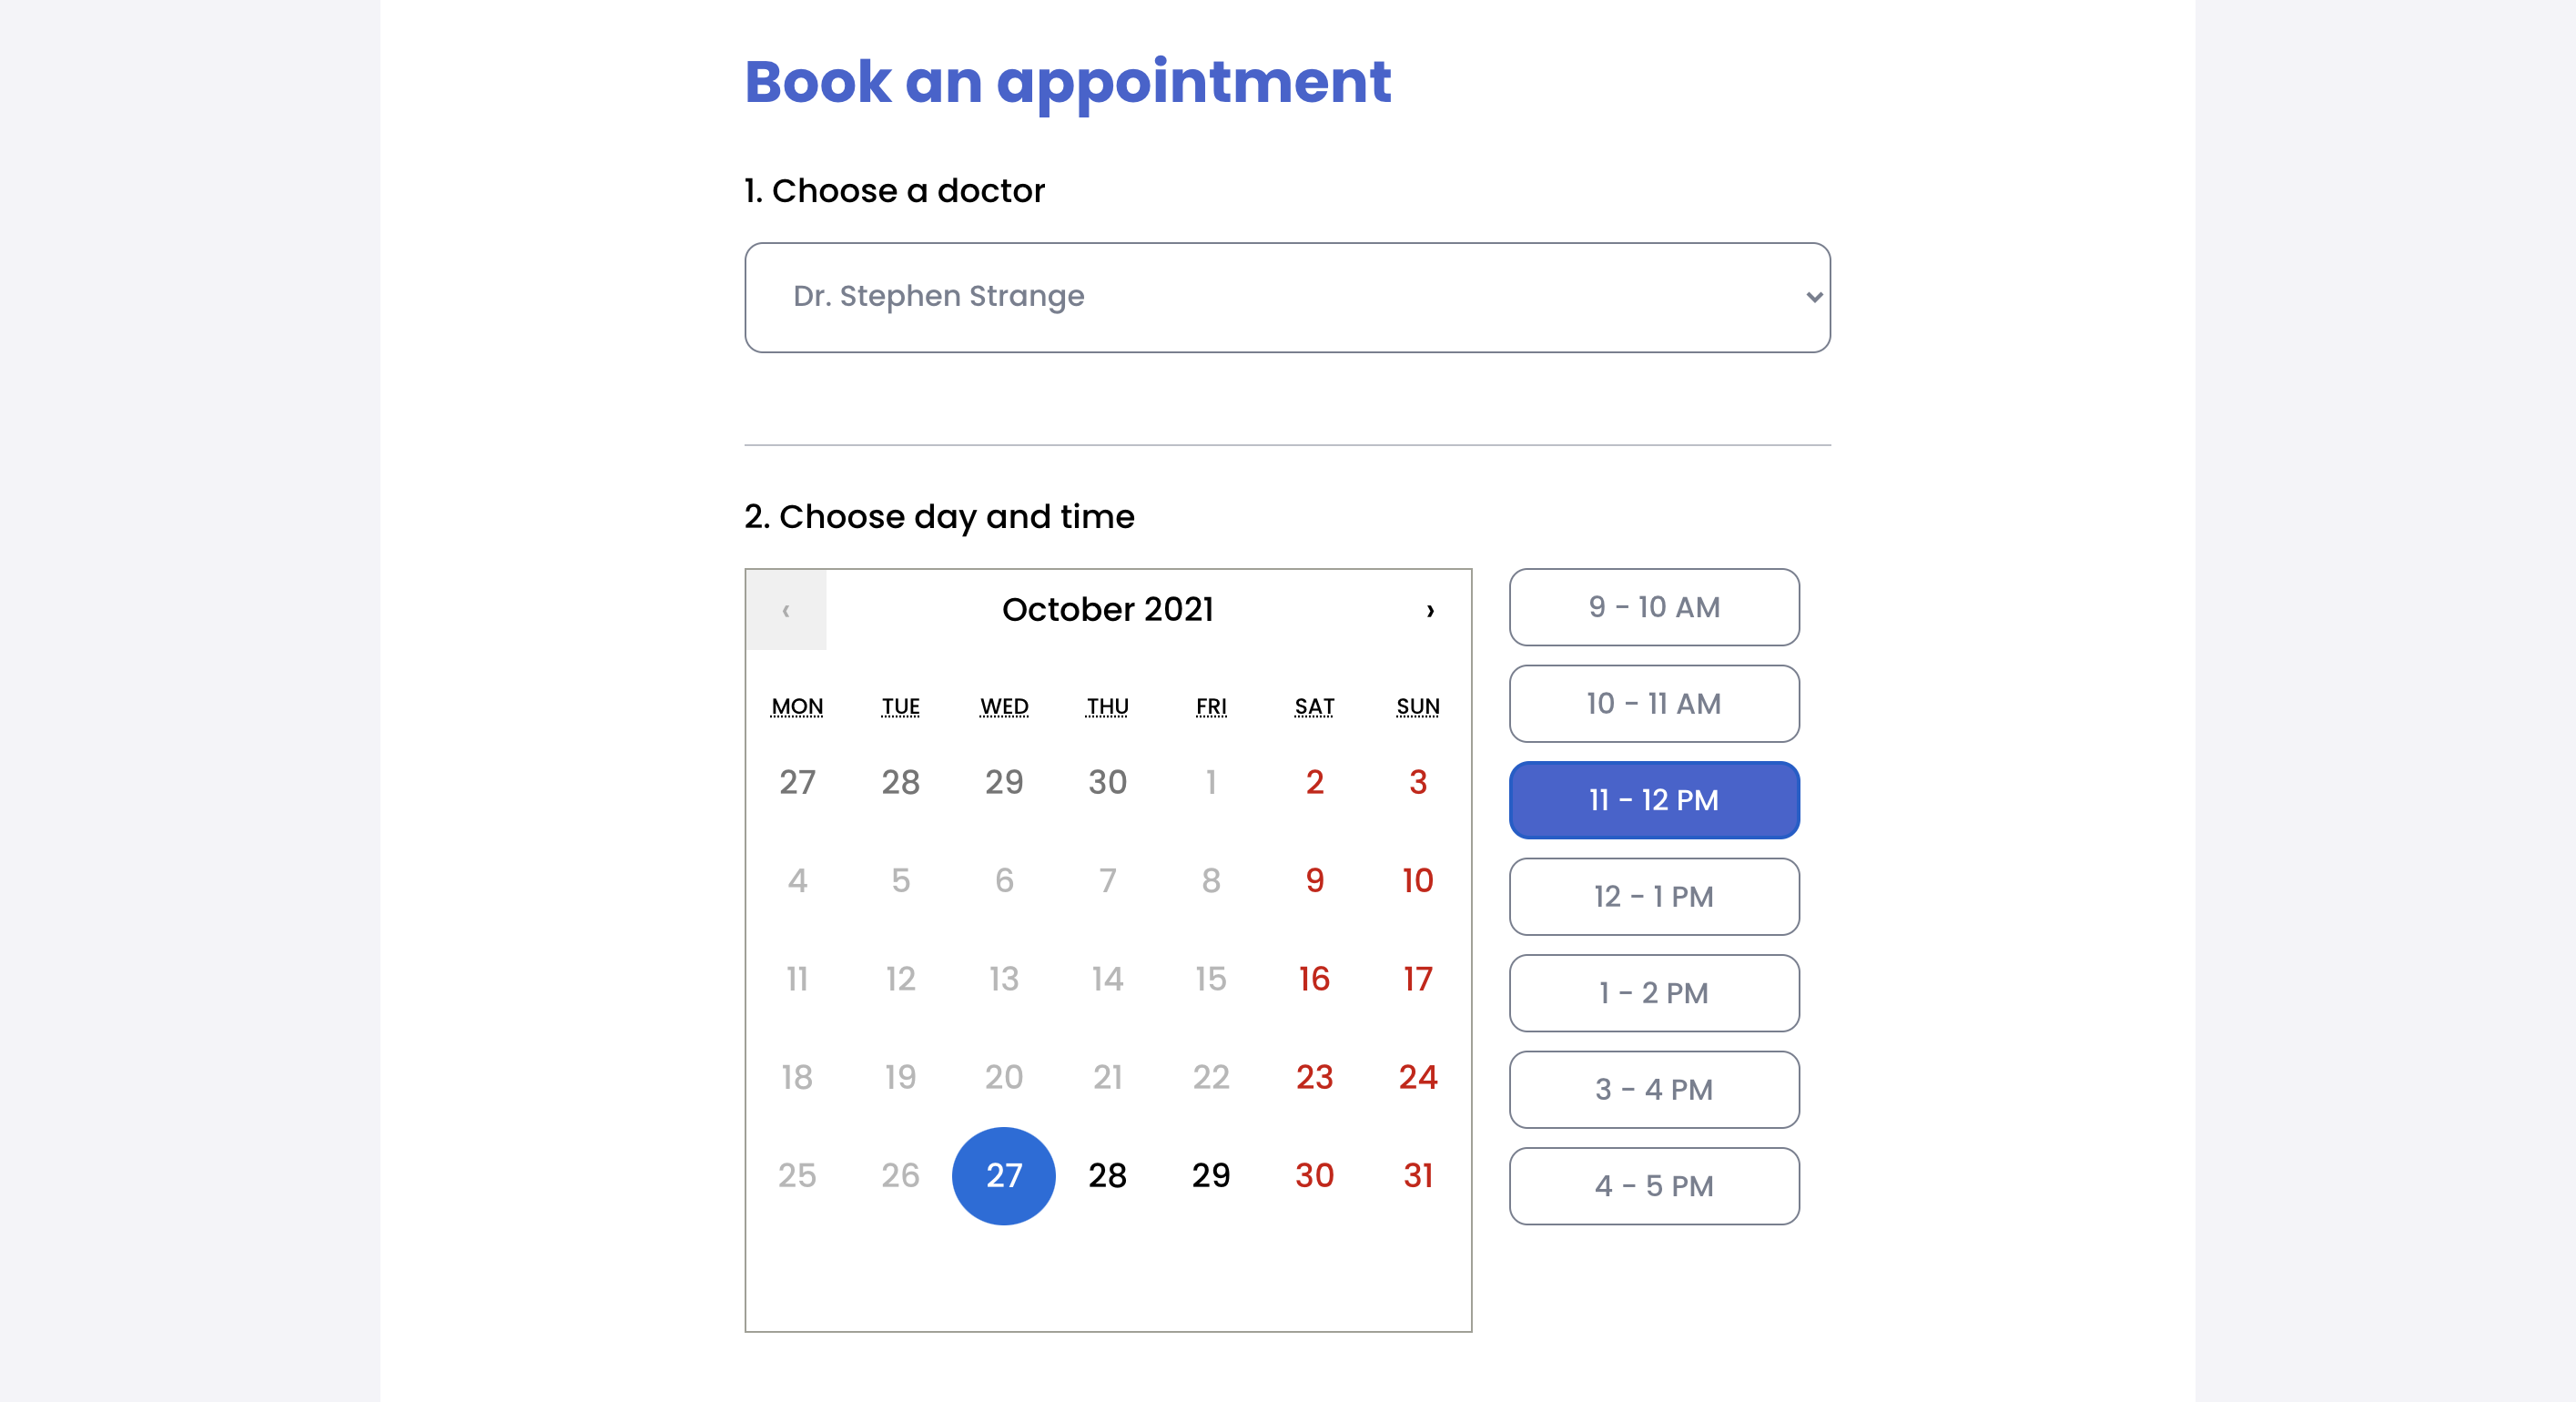 Book an appointment
1. Choose a doctor
Dr. Stephen Strange
2. Choose day and time
‹ October 2021 ›
MON TUE WED THU FRI SAT SUN
27 28 29 30 1 2 3
4 5 6 7 8 9 10
11 12 13 14 15 16 17
18 19 20 21 22 23 24
25 26 27 28 29 30 31
9 - 10 AM
10 - 11 AM
11 - 12 PM
12 - 1 PM
1 - 2 PM
3 - 4 PM
4 - 5 PM